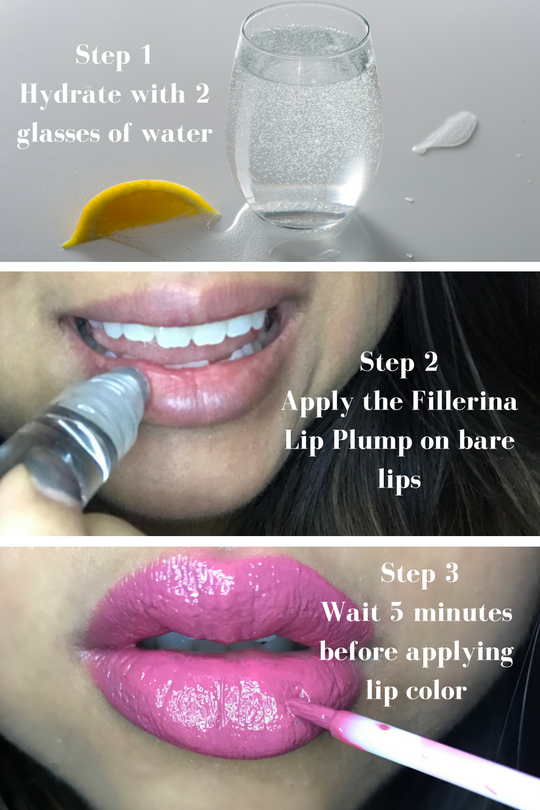 Step 1
Hydrate with 2
glasses of water
Step 2
Apply the Fillerina
Lip Plump on bare
lips
Step 3
Wait 5 minutes
before applying
lip color